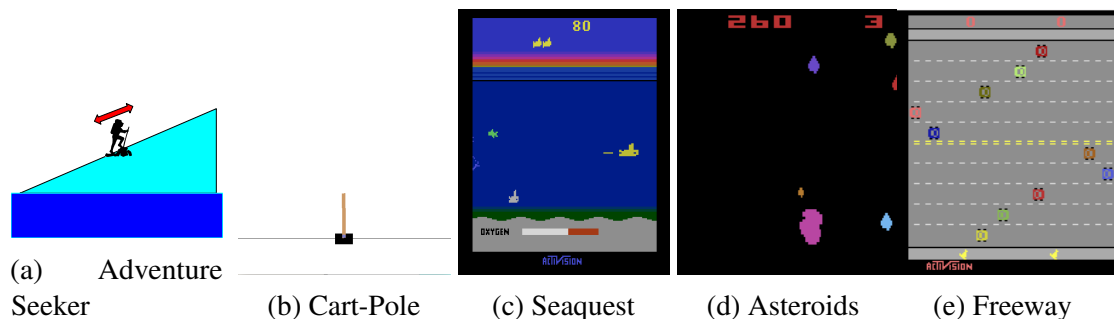 80
260 3
0 0
OXYGEN
ACTIVISION
ACTIVISION
(a) Adventure
Seeker
(b) Cart-Pole
(c) Seaquest
(d) Asteroids
(e) Freeway